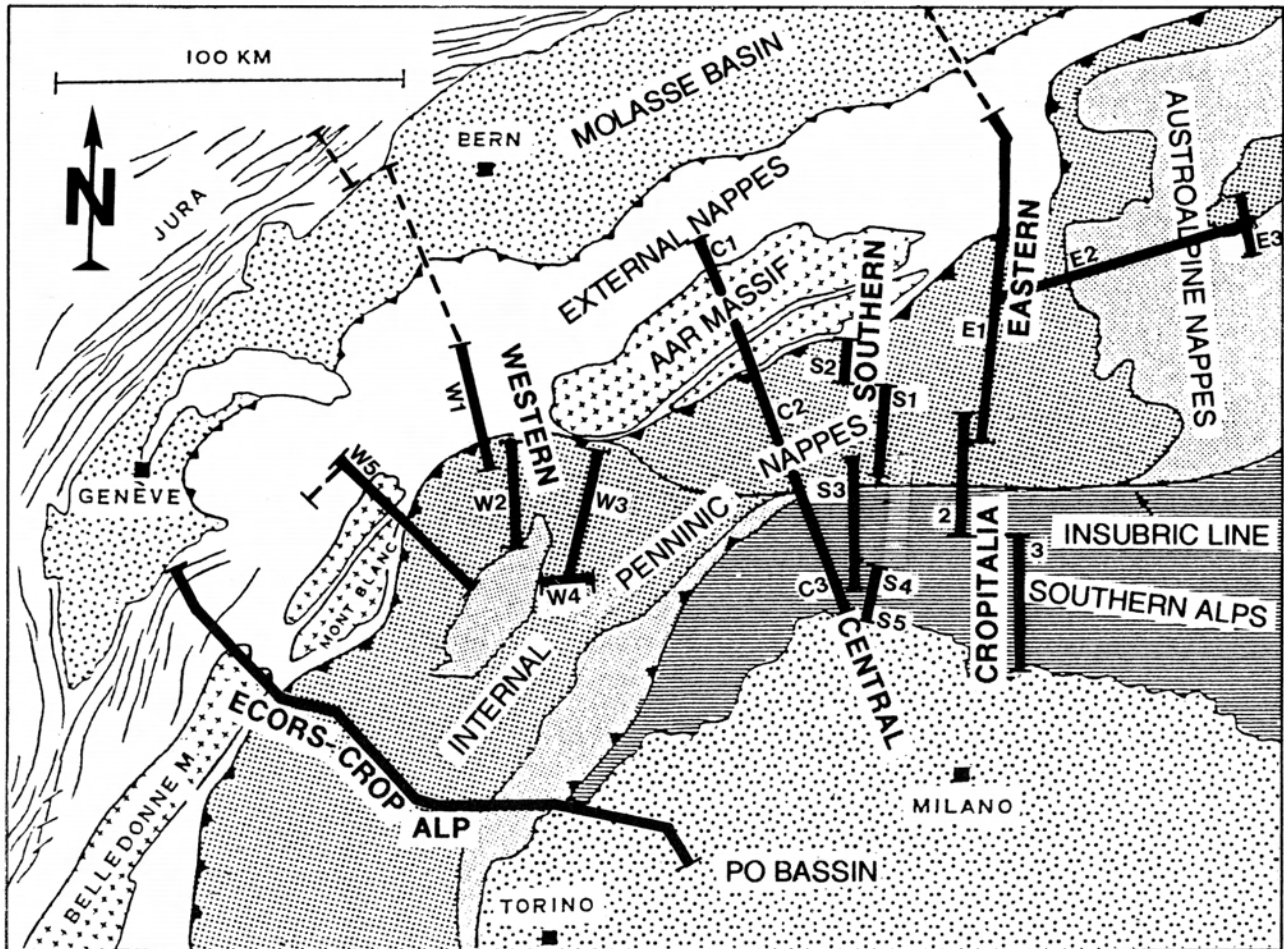 100 KM
N
JURA
BERN
MOLASSE BASIN
EXTERNAL NAPPES
AAR MASSIF
AUSTROALPINE NAPPES
C1
SOUTHERN
EASTERN
E2
E3
E1
S2
S1
W1
WESTERN
C2
GENÈVE
W5
W2
W3
S3
INTERNAL PENNINIC NAPPES
2
CROPITALIA
INSUBRIC LINE
3
MONT BLANC
W4
C3
S4
S5
SOUTHERN ALPS
CENTRAL
ECORS-CROP
ALP
BELLEDONNE M.
MILANO
PO BASSIN
TORINO